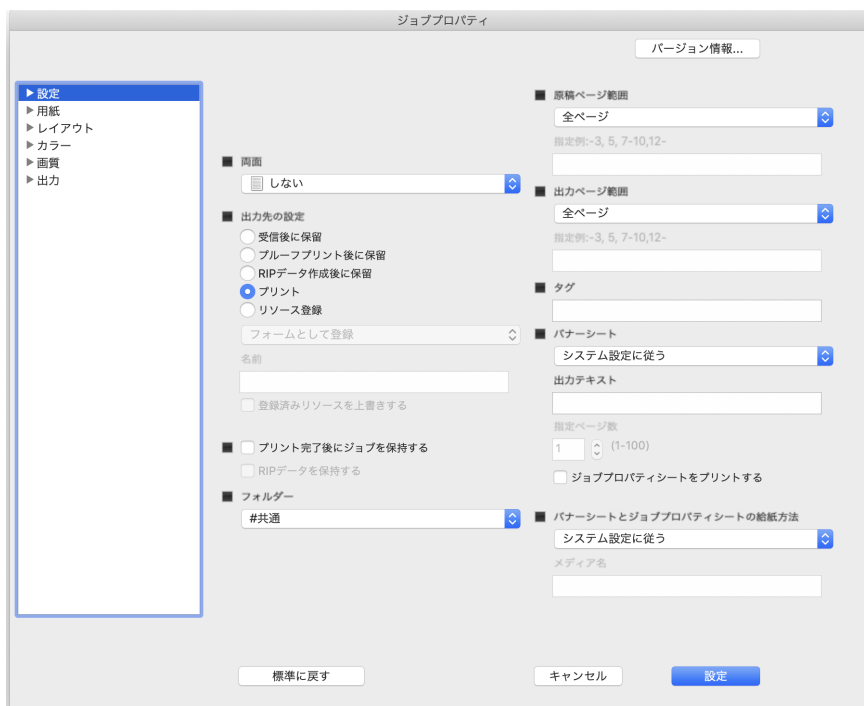 ジョブプロパティ
バージョン情報...
▶設定
▶用紙
▶レイアウト
▶カラー
▶画質
▶出力
両面
しない
出力先の設定
受信後に保留
プルーフプリント後に保留
RIPデータ作成後に保留
プリント
リソース登録
フォームとして登録
名前
登録済みリソースを上書きする
プリント完了後にジョブを保持する
RIPデータを保持する
フォルダー
#共通
原稿ページ範囲
全ページ
指定例:-3, 5, 7-10,12-
出力ページ範囲
全ページ
指定例:-3, 5, 7-10,12-
タグ
バナーシート
システム設定に従う
出力テキスト
指定ページ数
1 (1-100)
ジョブプロパティシートをプリントする
バナーシートとジョブプロパティシートの給紙方法
システム設定に従う
メディア名
標準に戻す
キャンセル
設定